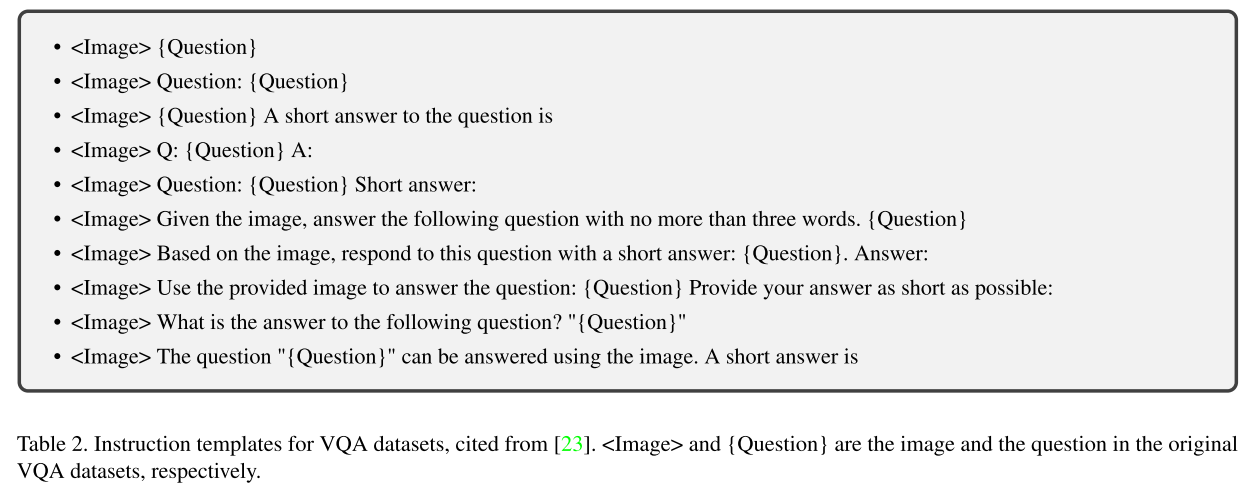 • <Image> {Question}
• <Image> Question: {Question}
• <Image> {Question} A short answer to the question is
• <Image> Q: {Question} A:
• <Image> Question: {Question} Short answer:
• <Image> Given the image, answer the following question with no more than three words. {Question}
• <Image> Based on the image, respond to this question with a short answer: {Question}. Answer:
• <Image> Use the provided image to answer the question: {Question} Provide your answer as short as possible:
• <Image> What is the answer to the following question? "{Question}"
• <Image> The question "{Question}" can be answered using the image. A short answer is
Table 2. Instruction templates for VQA datasets, cited from [23]. <Image> and {Question} are the image and the question in the original
VQA datasets, respectively.